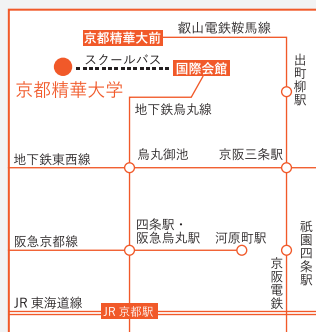 叡山電鉄鞍馬線
京都精華大前
スクールバス
国際会館
京都精華大学
出町柳駅
地下鉄烏丸線
地下鉄東西線
烏丸御池
京阪三条駅
四条駅・
阪急烏丸駅
河原町駅
祇園四条駅
阪急京都線
京阪電鉄
JR 東海道線
JR 京都駅